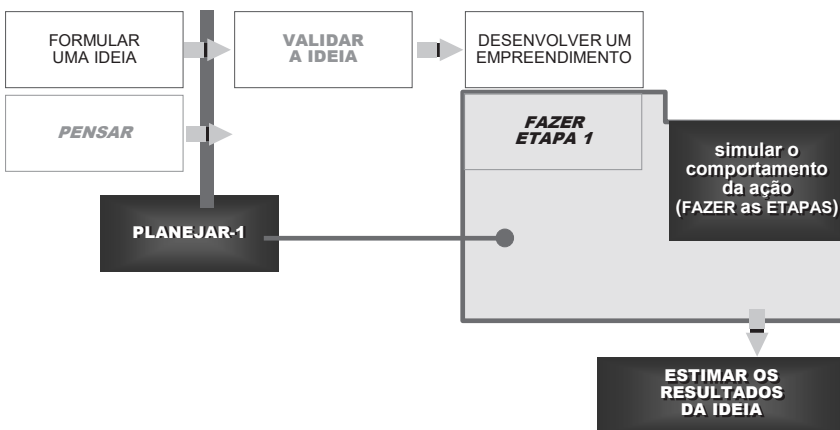 FORMULAR
UMA IDEIA
VALIDAR
A IDEIA
DESENVOLVER UM
EMPREENDIMENTO
PENSAR
FAZER
ETAPA 1
simular o
comportamento
da ação
(FAZER as ETAPAS)
PLANEJAR-1
ESTIMAR OS
RESULTADOS
DA IDEIA